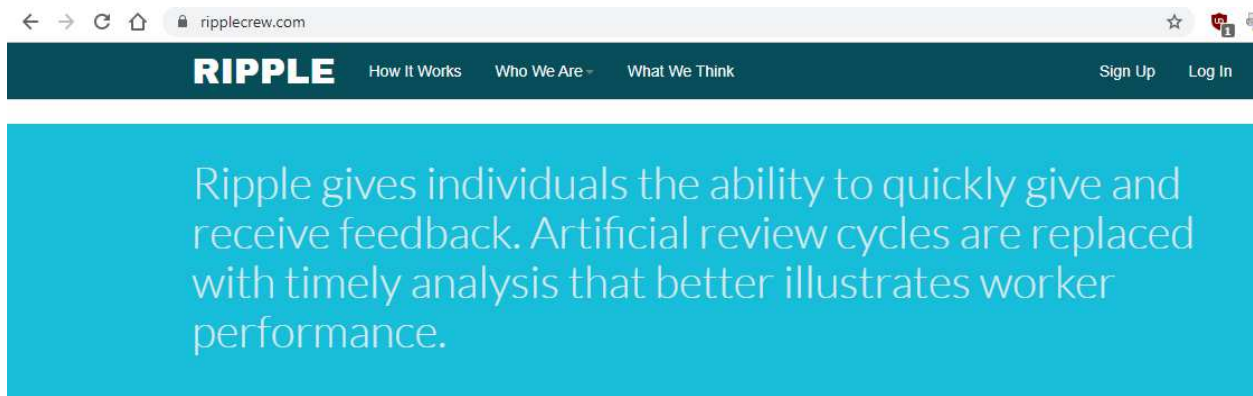 ripplecrew.com
1
RIPPLE How It Works Who We Are What We Think Sign Up Log In
Ripple gives individuals the ability to quickly give and
receive feedback. Artificial review cycles are replaced
with timely analysis that better illustrates worker
performance.